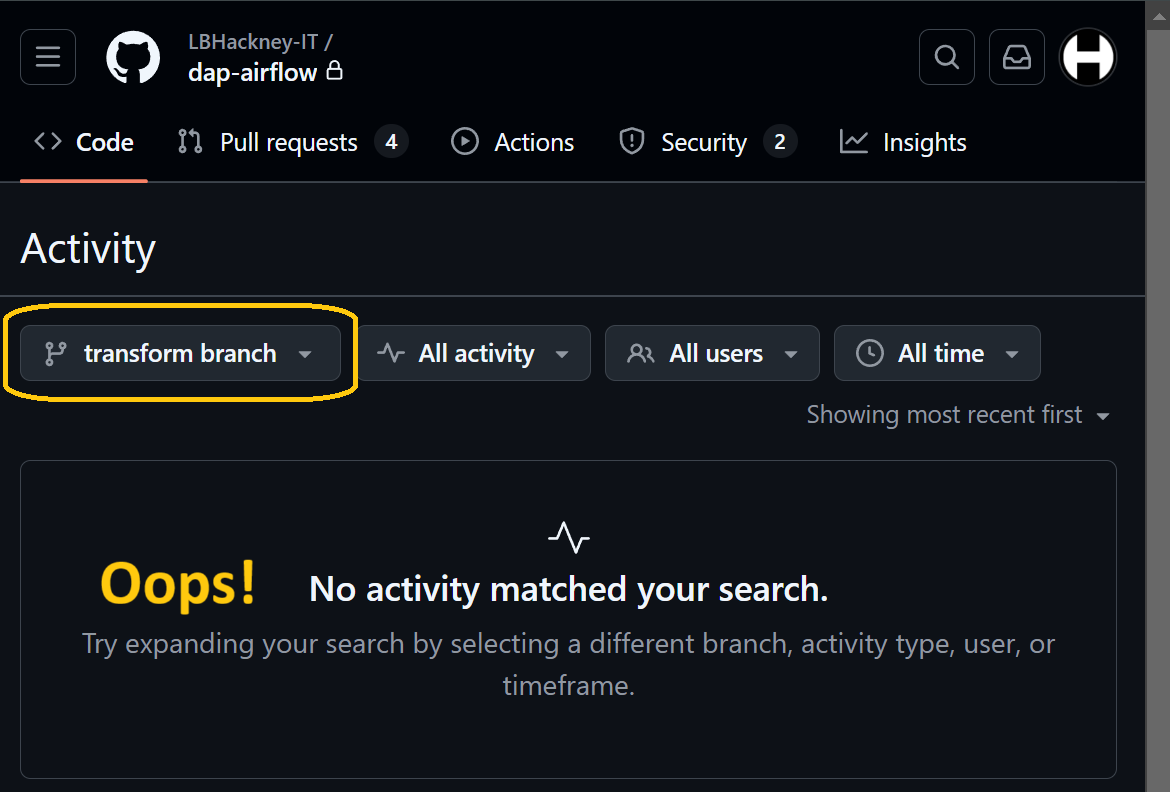 LBHackney-IT /
dap-airflow
Code Pull requests 4 Actions Security 2 Insights
Activity
transform branch All activity All users All time
Showing most recent first
Oops! No activity matched your search.
Try expanding your search by selecting a different branch, activity type, user, or
timeframe.